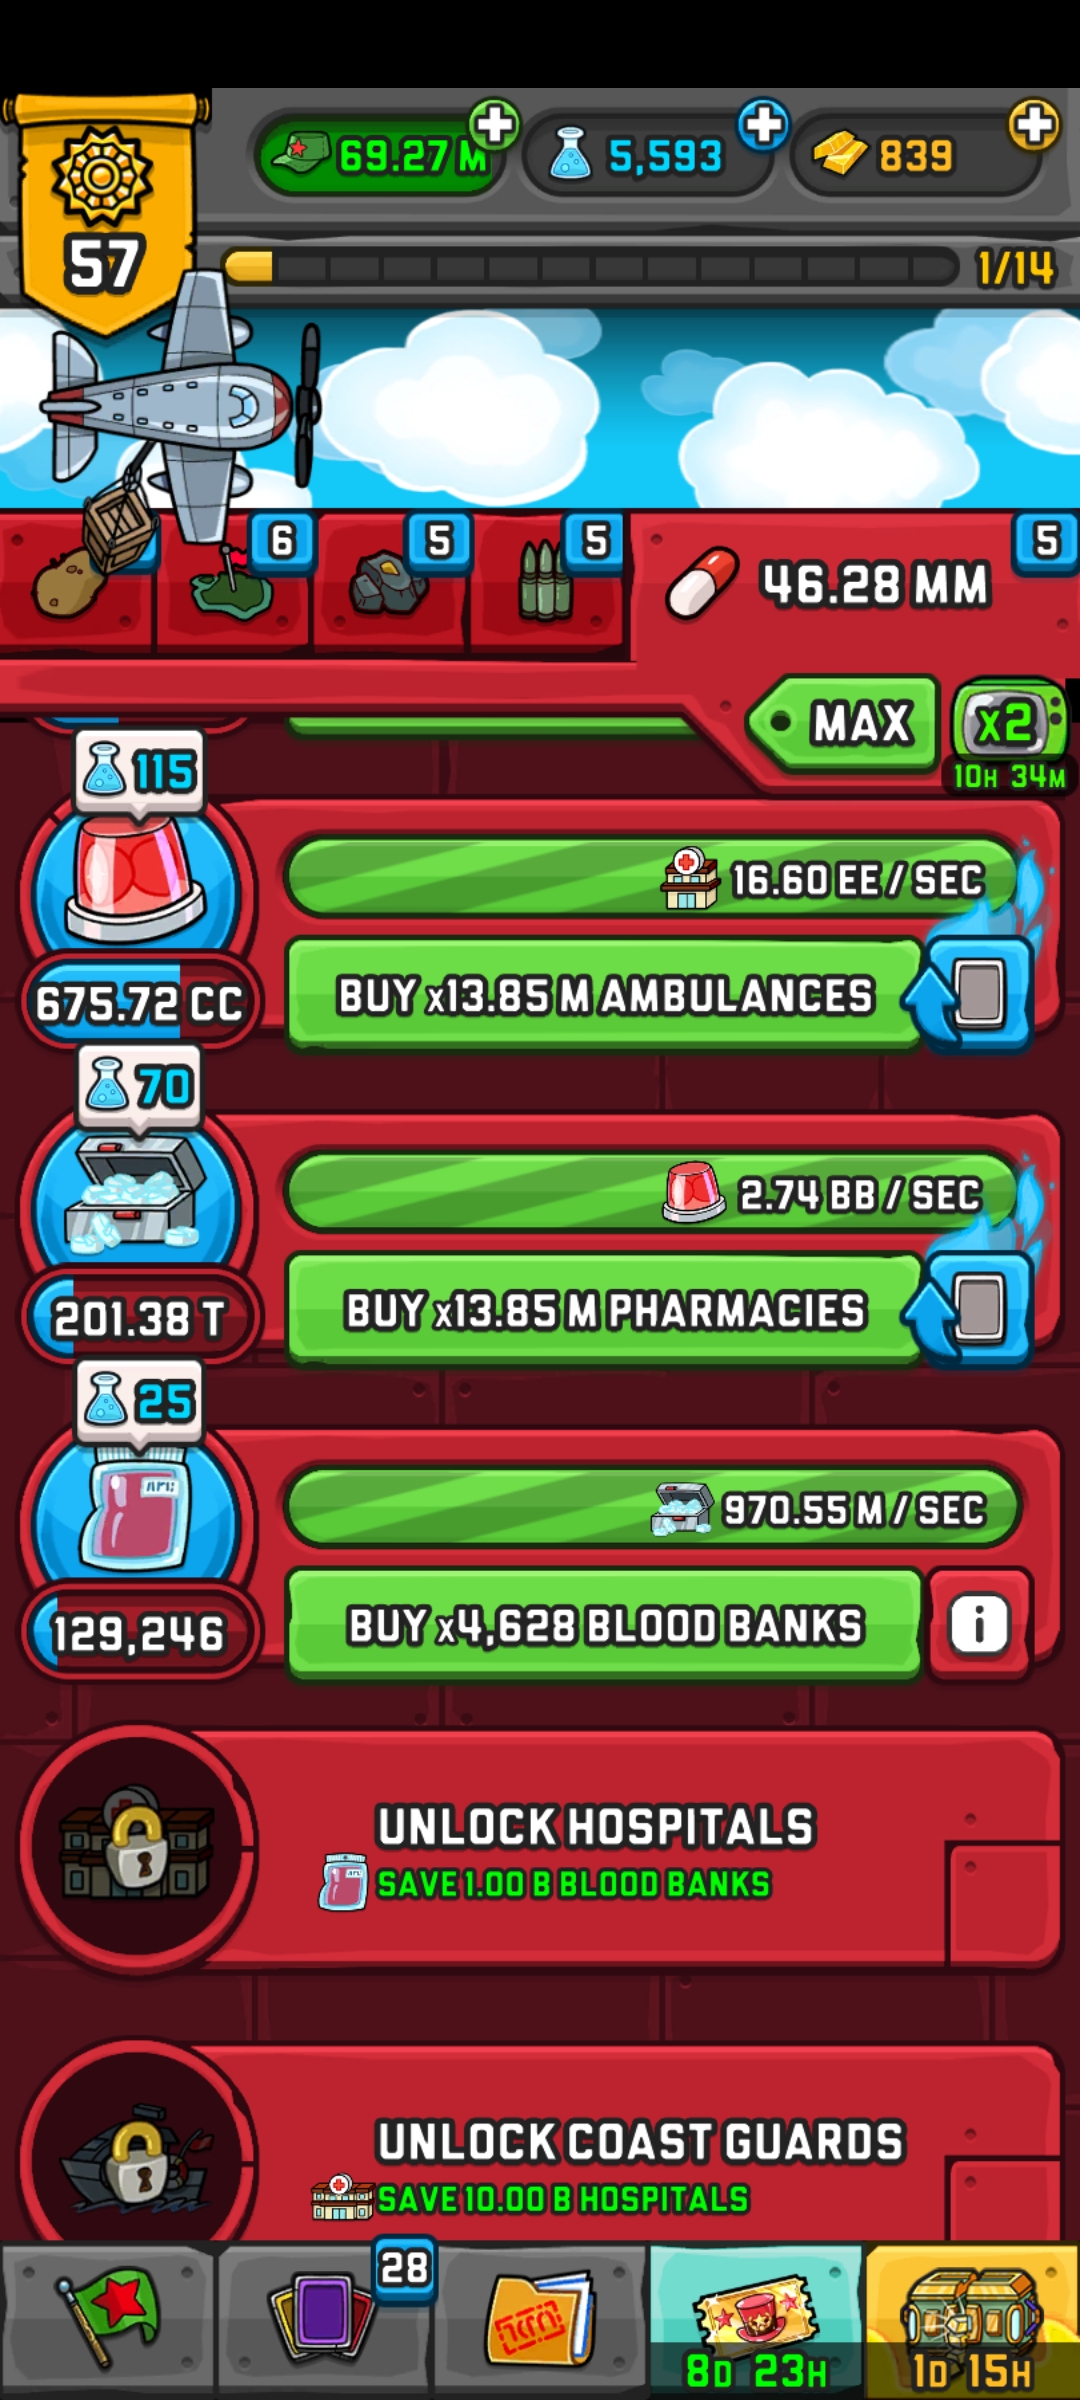 69.27 M
5,593
839
57
1/14
6
5
5
46.28 MM
5
MAX
x2
10H 34M
115
16.60 EE / SEC
675.72 CC
BUY x13.85 M AMBULANCES
70
2.74 BB / SEC
201.38 T
BUY x13.85 M PHARMACIES
25
970.55 M / SEC
129,246
BUY x4,628 BLOOD BANKS
i
UNLOCK HOSPITALS
SAVE 1.00 B BLOOD BANKS
UNLOCK COAST GUARDS
SAVE 10.00 B HOSPITALS
28
8D 23H
1D 15H